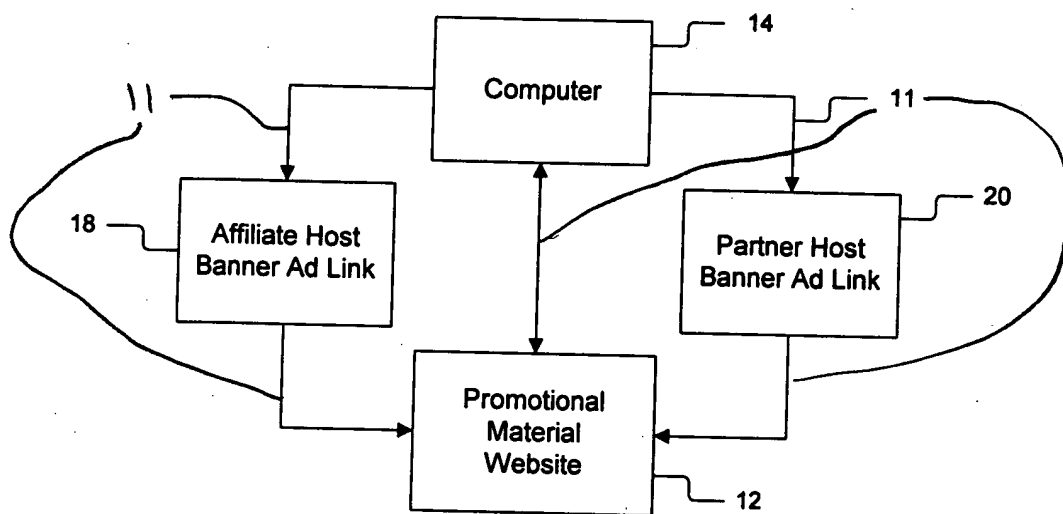 14
Computer
11
11
18
Affiliate Host
Banner Ad Link
20
Partner Host
Banner Ad Link
Promotional
Material
Website
12